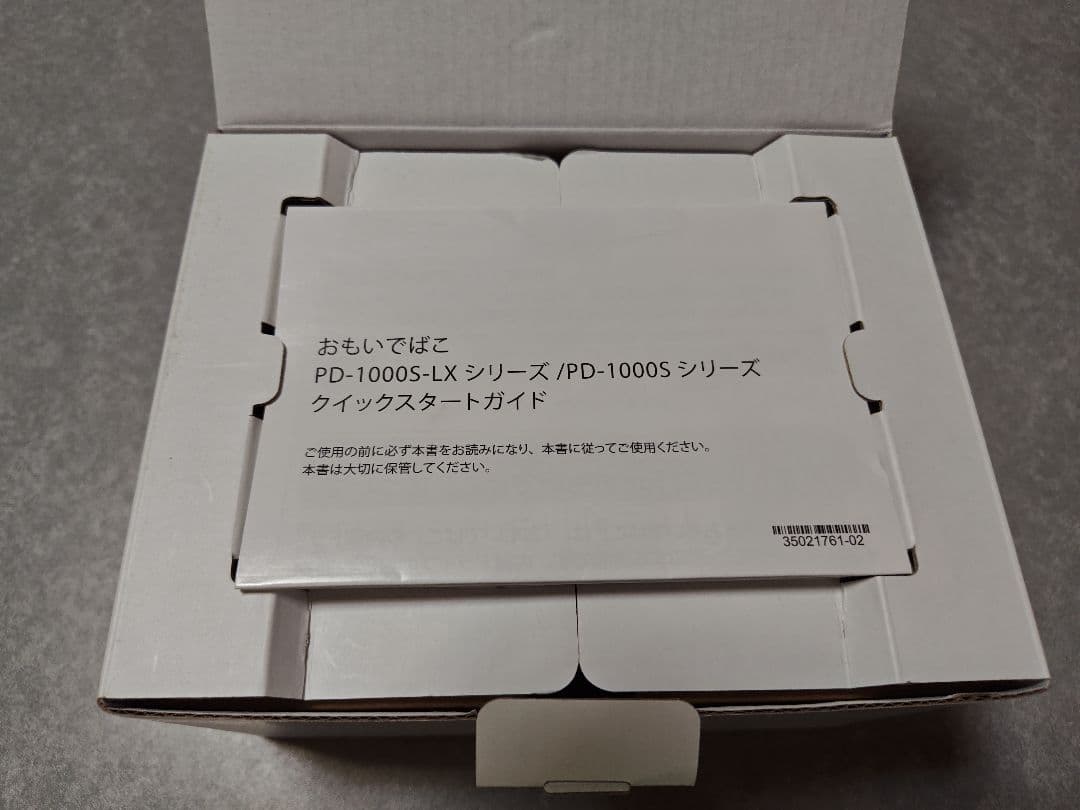 おもいでばこ
PD-1000S-LX シリーズ /PD-1000S シリーズ
クイックスタートガイド
ご使用の前に必ず本書をお読みになり、本書に従ってご使用ください。
本書は大切に保管してください。
35021761-02